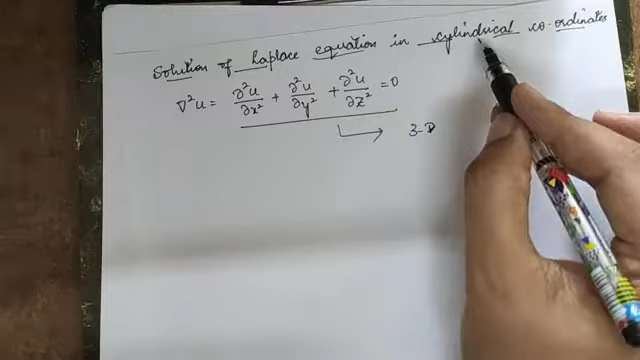 Solution of Laplace equation in cylindrical co-ordinates
∇²u = ∂²u/∂x² + ∂²u/∂y² + ∂²u/∂z² = 0
↳ 3-D